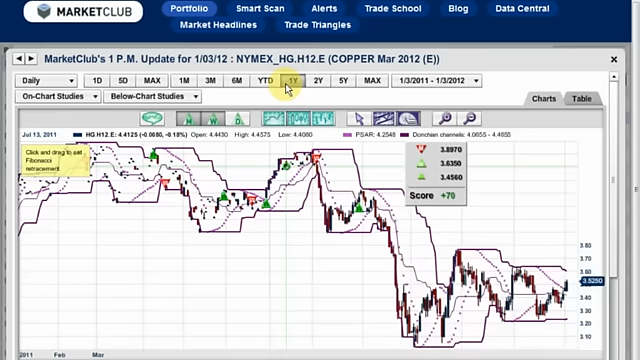 MARKETCLUB
Portfolio Smart Scan Alerts Trade School Blog Data Central
Market Headlines Trade Triangles
MarketClub's 1 P.M. Update for 1/03/12 : NYMEX_HG.H12.E (COPPER Mar 2012 (E))
Daily 1D 5D MAX 1M 3M 6M YTD 1Y 2Y 5Y MAX 1/3/2011 - 1/3/2012
On-Chart Studies Below-Chart Studies
Charts Table
M W D
Jul 13, 2011 HG.H12.E: 4.4125 (-0.0080, -0.18%) Open: 4.4430 High: 4.4575 Low: 4.4080 PSAR: 4.2548 Donchian channels: 4.0655 - 4.4855
Click and drag to set
Fibonacci
retracement.
M 3.8970
W 3.6350
3.4560
Score +70
3.80
3.70
3.60
3.5250
3.40
3.30
3.20
3.10
2011 Feb Mar